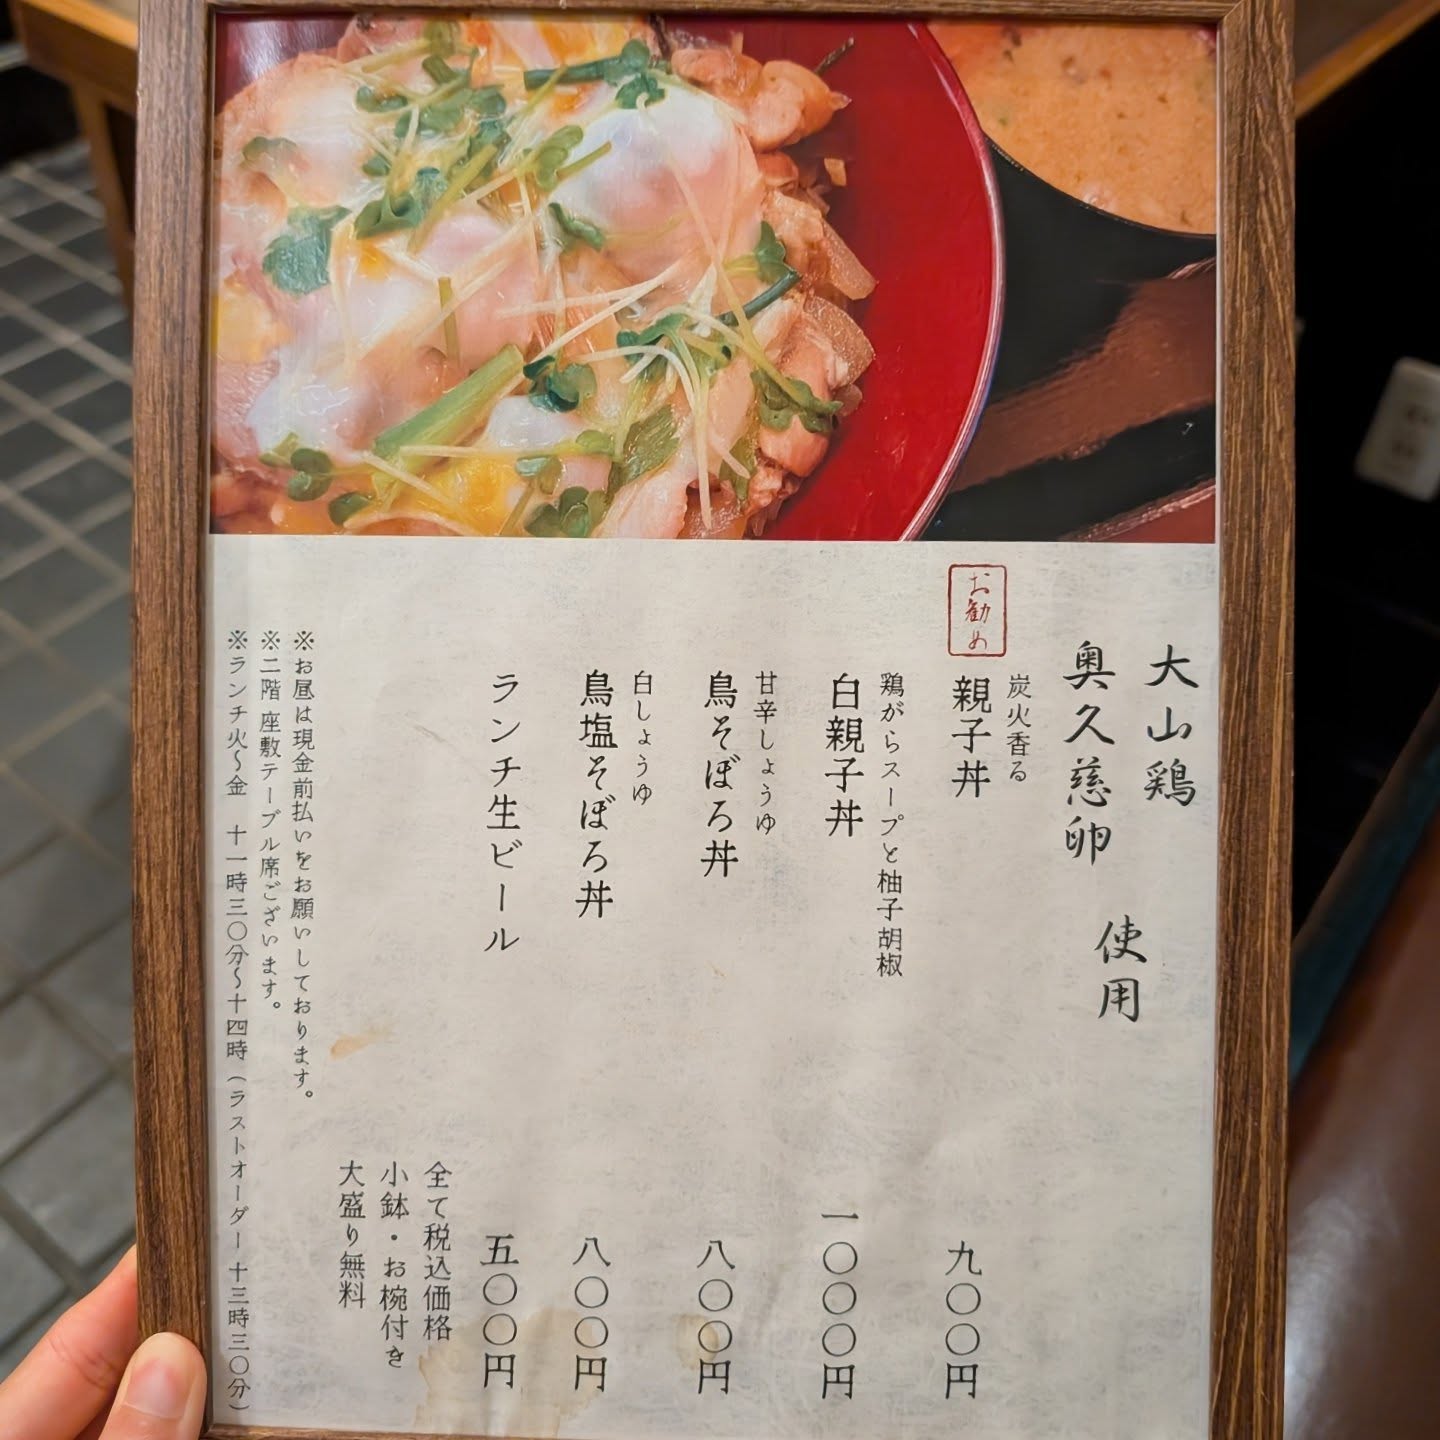 大山鶏
奥久慈卵
使用
お勧め
炭火香る
親子丼 九〇〇円
鶏がらスープと柚子胡椒
白親子丼 一〇〇〇円
甘辛しょうゆ
鳥そぼろ丼 八〇〇円
白しょうゆ
鳥塩そぼろ丼 八〇〇円
ランチ生ビール 五〇〇円
全て税込価格
小鉢・お椀付き
大盛り無料
※お昼は現金前払いをお願いしております。
※二階 座敷テーブル席ございます。
※ランチ火〜金 十一時三〇分〜十四時（ラストオーダー 十三時三〇分）